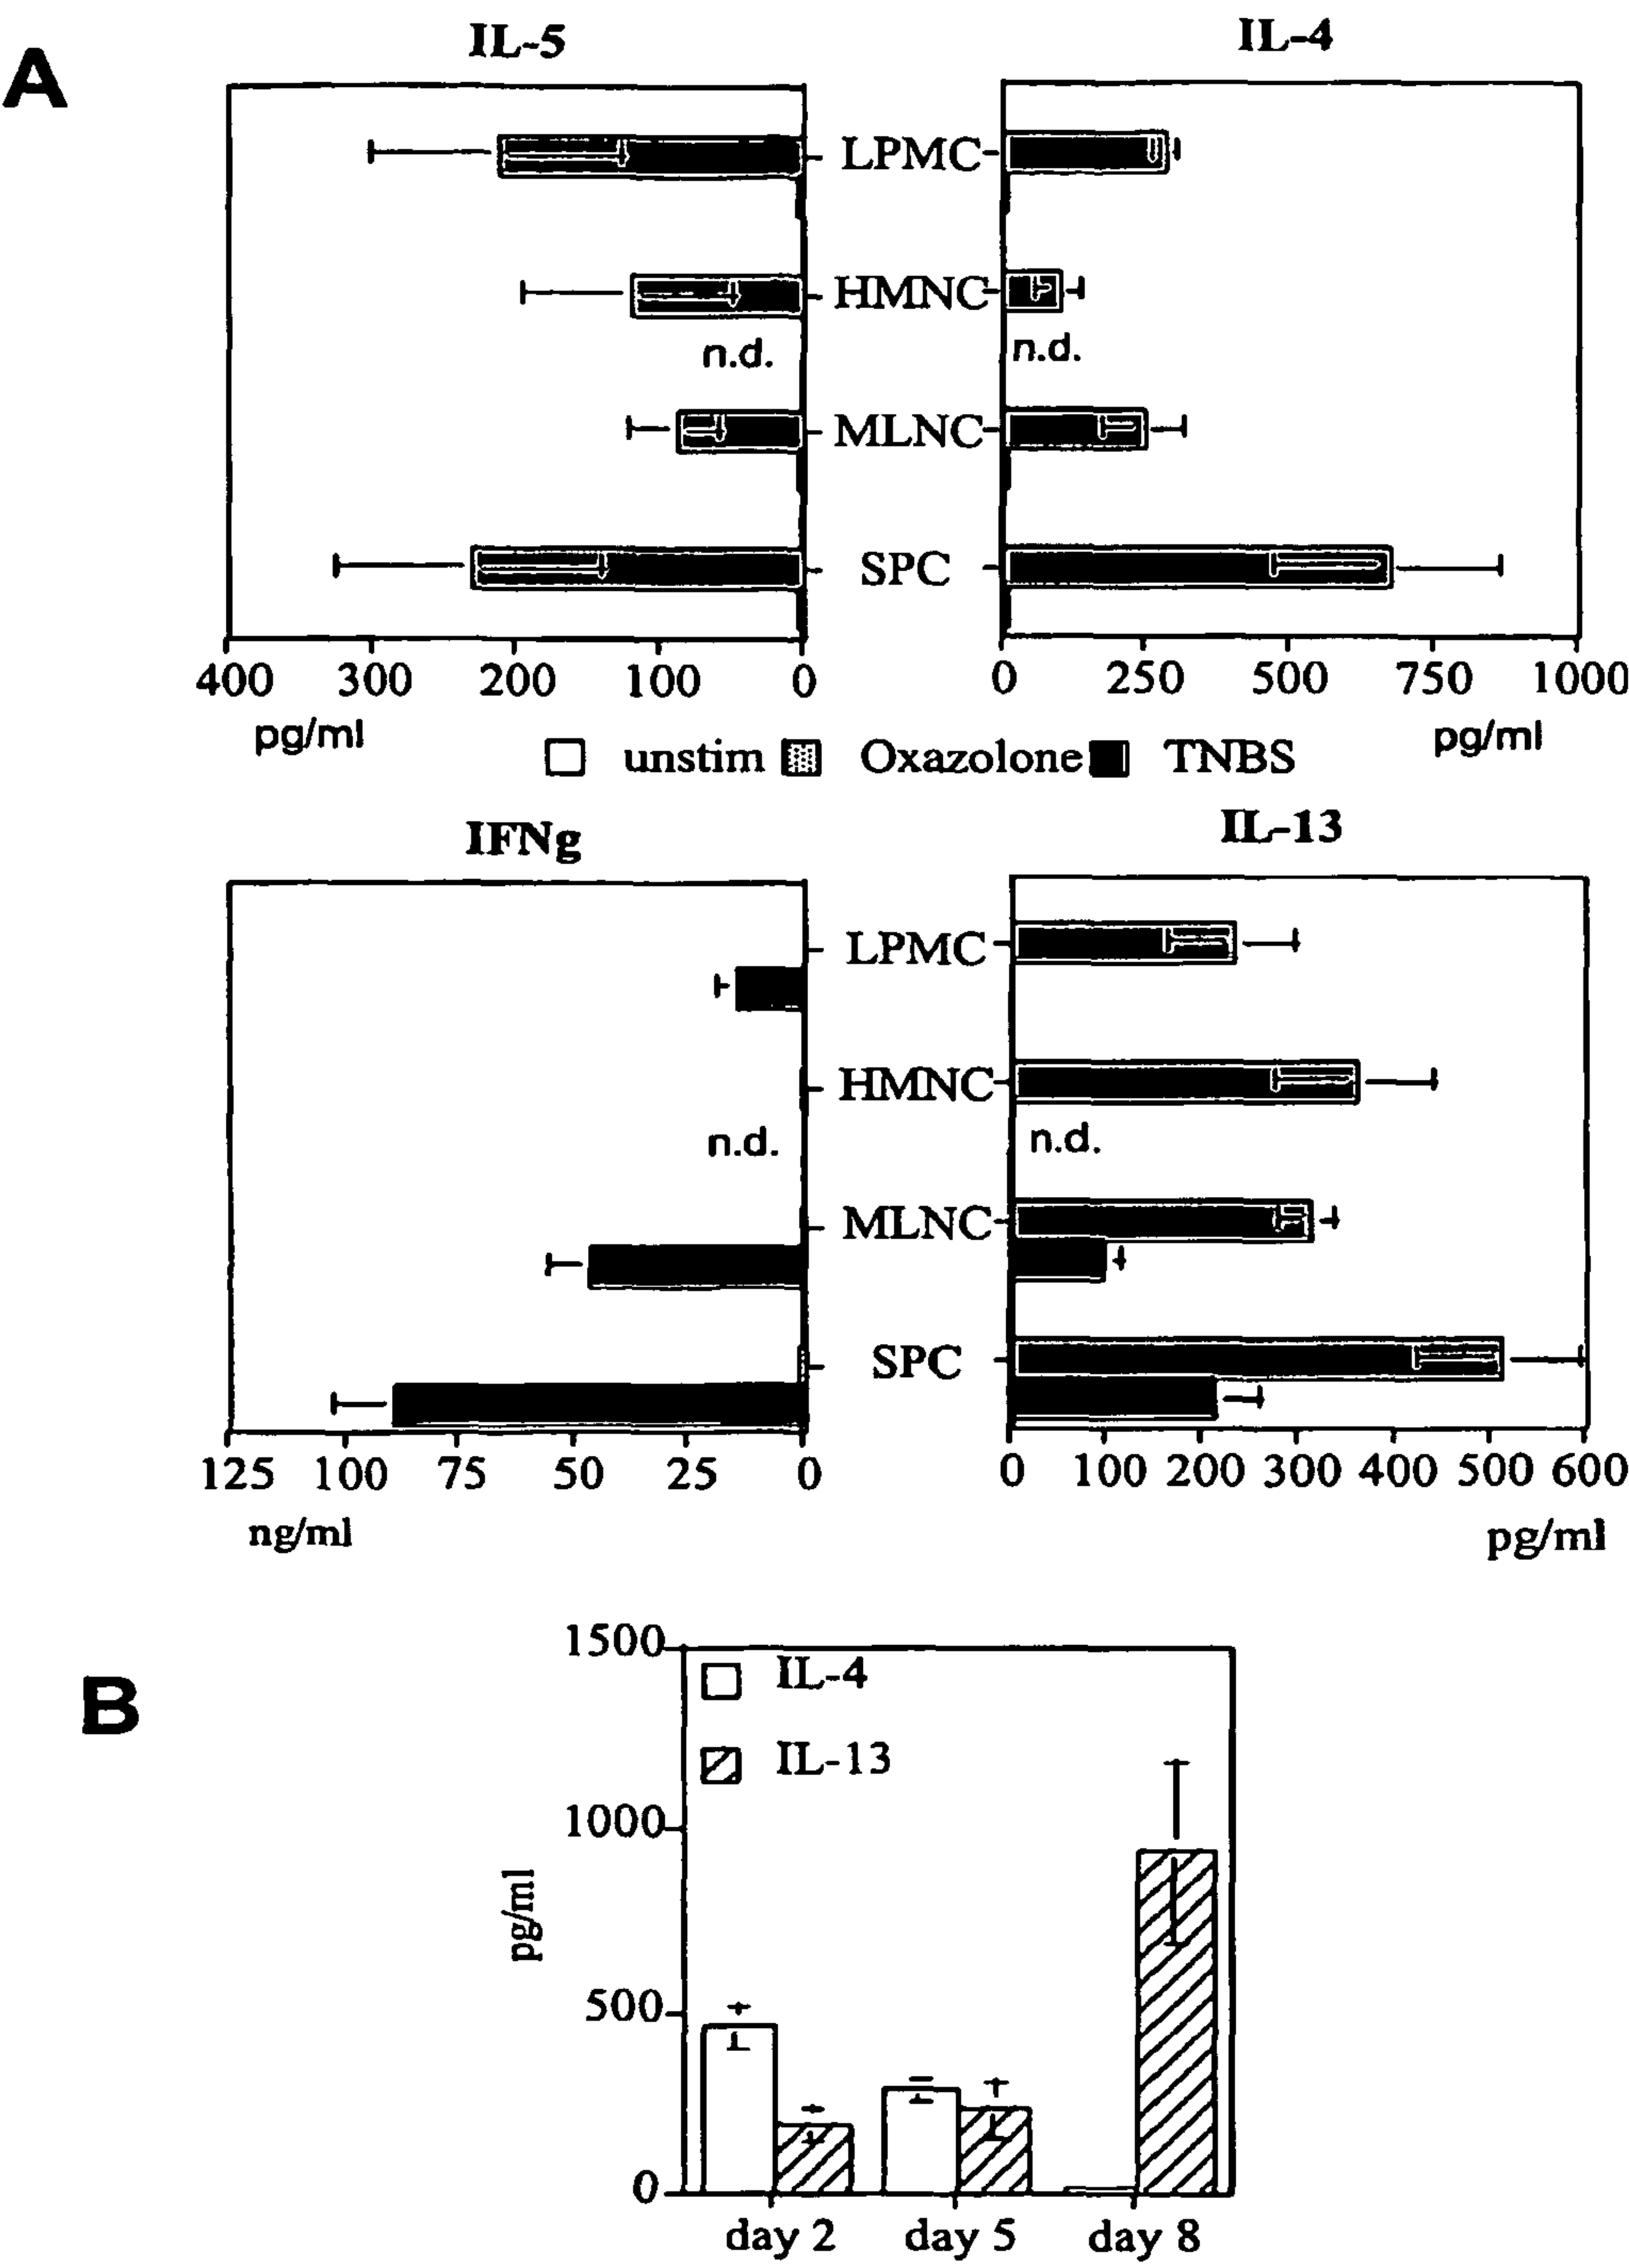 A
IL-5 IL-4
LPMC
HMNC
n.d. n.d.
MLNC
SPC
400 300 200 100 0 0 250 500 750 1000
pg/ml pg/ml
unstim Oxazolone TNBS
IFNg IL-13
LPMC
HMNC
n.d. n.d.
MLNC
SPC
125 100 75 50 25 0 0 100 200 300 400 500 600
ng/ml pg/ml
B
1500
IL-4
IL-13
1000
pg/ml
500
0
day 2 day 5 day 8